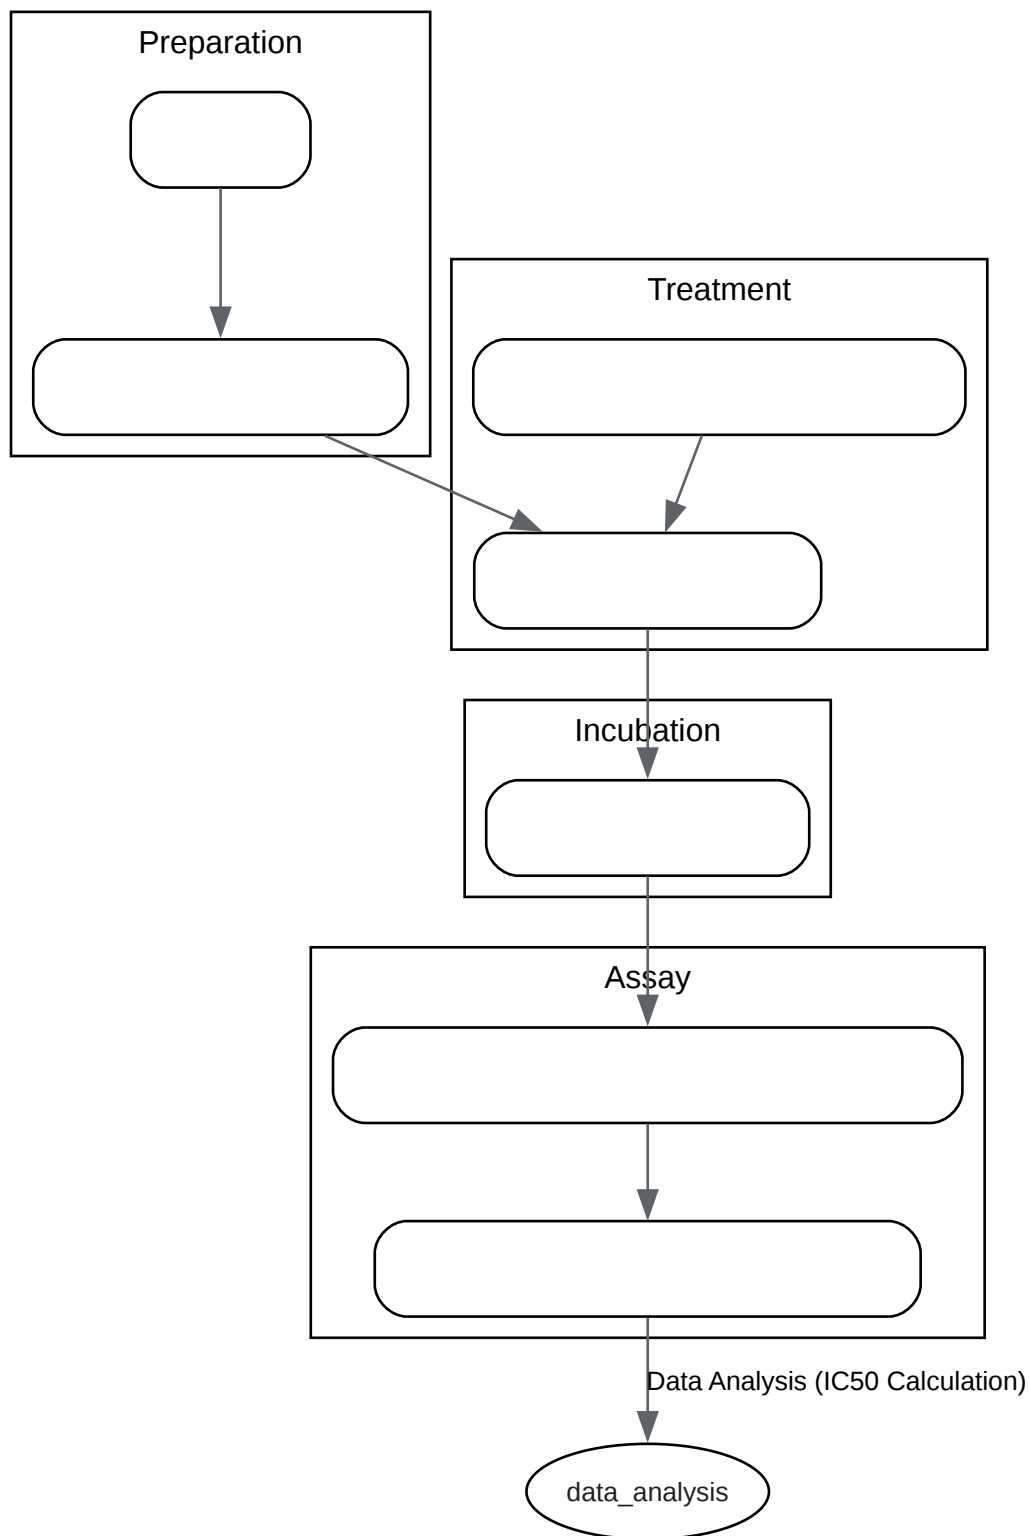 Preparation
Treatment
Incubation
Assay
Data Analysis (IC50 Calculation)
data_analysis